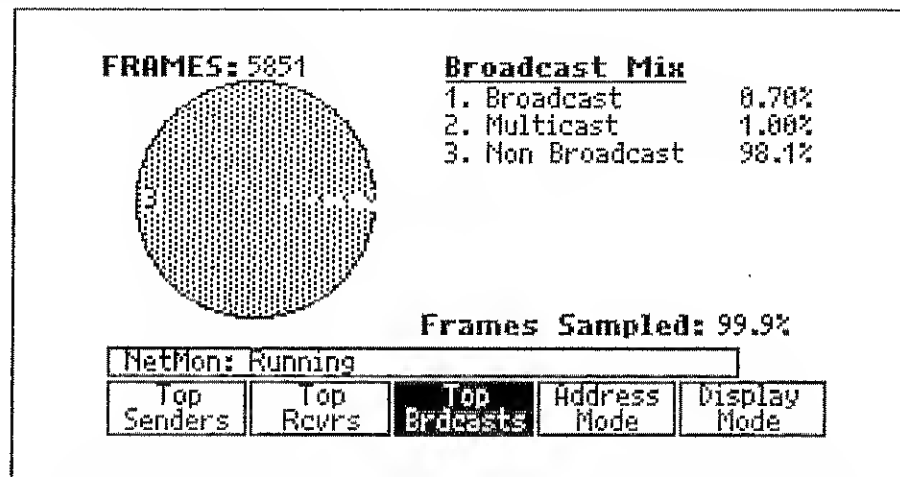 FRAMES: 5851
Broadcast Mix
1. Broadcast 0.70%
2. Multicast 1.00%
3. Non Broadcast 98.1%
3
Frames Sampled: 99.9%
NetMon: Running
Top Senders
Top Rcvrs
Top Brdcasts
Address Mode
Display Mode